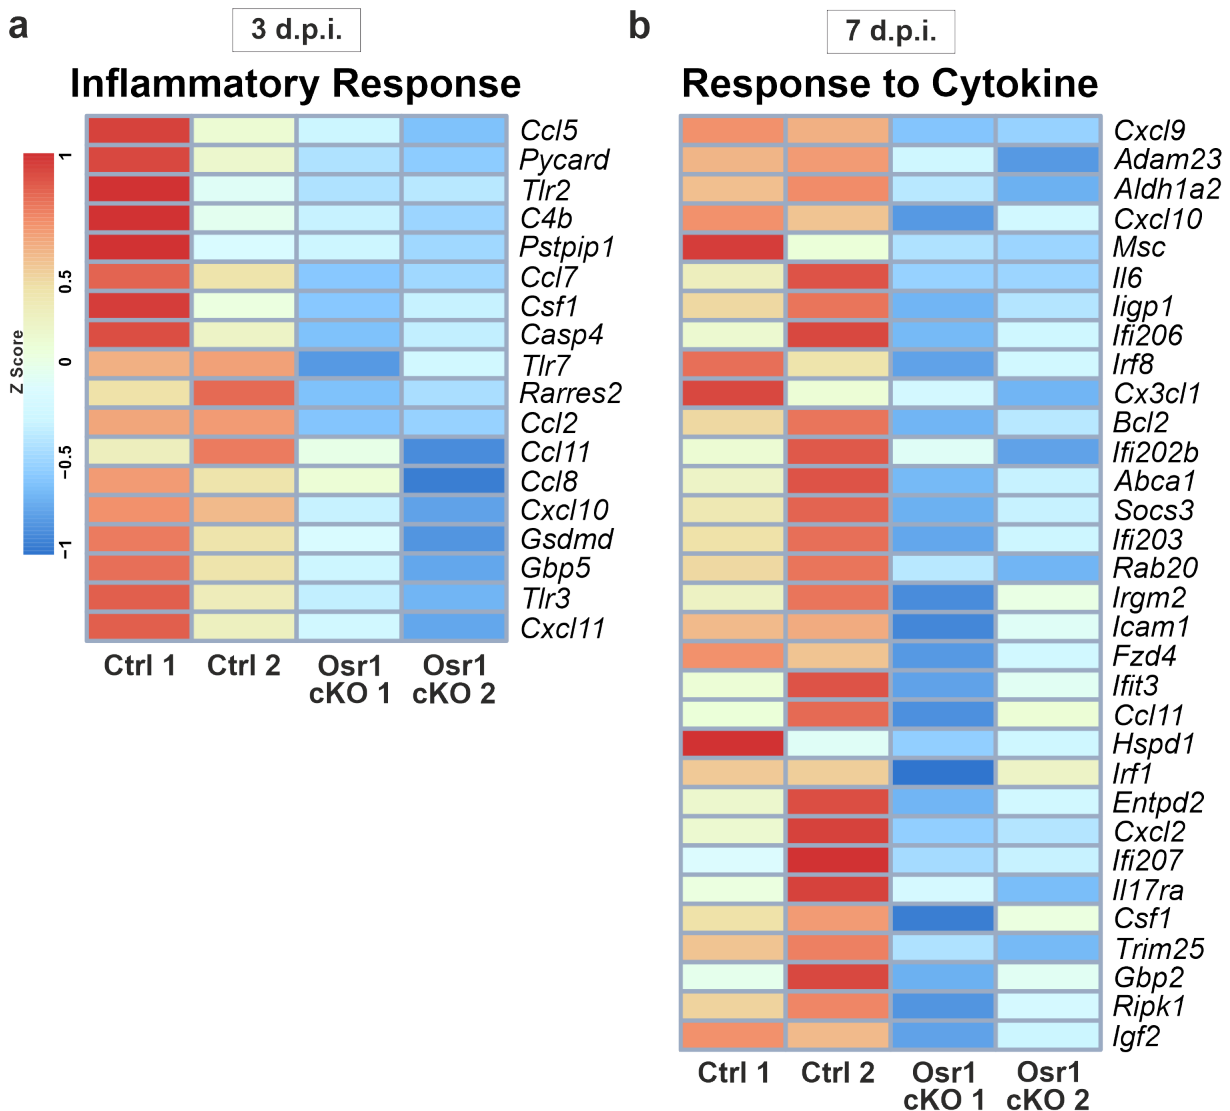 a
3 d.p.i.
Inflammatory Response
Z Score
1
0.5
0
−0.5
−1
Ccl5
Pycard
Tlr2
C4b
Pstpip1
Ccl7
Csf1
Casp4
Tlr7
Rarres2
Ccl2
Ccl11
Ccl8
Cxcl10
Gsdmd
Gbp5
Tlr3
Cxcl11
Ctrl 1 Ctrl 2 Osr1 Osr1
cKO 1 cKO 2
b
7 d.p.i.
Response to Cytokine
Cxcl9
Adam23
Aldh1a2
Cxcl10
Msc
Il6
Iigp1
Ifi206
Irf8
Cx3cl1
Bcl2
Ifi202b
Abca1
Socs3
Ifi203
Rab20
Irgm2
Icam1
Fzd4
Ifit3
Ccl11
Hspd1
Irf1
Entpd2
Cxcl2
Ifi207
Il17ra
Csf1
Trim25
Gbp2
Ripk1
Igf2
Ctrl 1 Ctrl 2 Osr1 Osr1
cKO 1 cKO 2